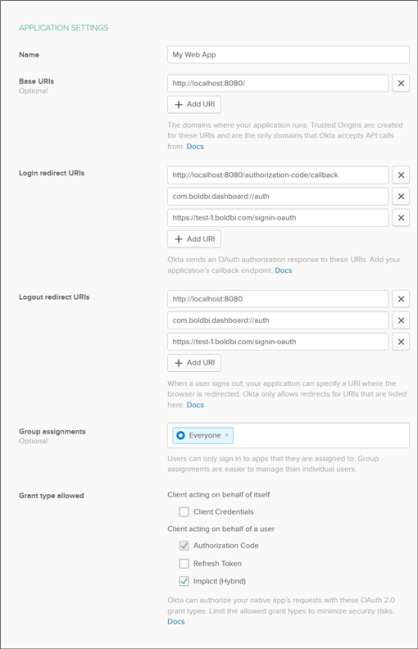 APPLICATION SETTINGS
Name
My Web App
Base URIs
Optional
http://localhost:8080/
+ Add URI
The domains where your application runs. Trusted Origins are created
for these URIs and are the only domains that Okta accepts API calls
from. Docs
Login redirect URIs
http://localhost:8080/authorization-code/callback
com.boldbi.dashboard://auth
https://test-1.boldbi.com/signin-oauth
+ Add URI
Okta sends an OAuth authorization response to these URIs. Add your
application's callback endpoint. Docs
Logout redirect URIs
http://localhost:8080
com.boldbi.dashboard://auth
https://test-1.boldbi.com/signin-oauth
+ Add URI
When a user signs out, your application can specify a URI where the
browser is redirected. Okta only allows redirects for URIs that are listed
here. Docs
Group assignments
Optional
Everyone ×
Users can only sign in to apps that they are assigned to. Group
assignments are easier to manage than individual users.
Grant type allowed
Client acting on behalf of itself
Client Credentials
Client acting on behalf of a user
Authorization Code
Refresh Token
Implicit (Hybrid)
Okta can authorize your native app's requests with these OAuth 2.0
grant types. Limit the allowed grant types to minimize security risks.
Docs